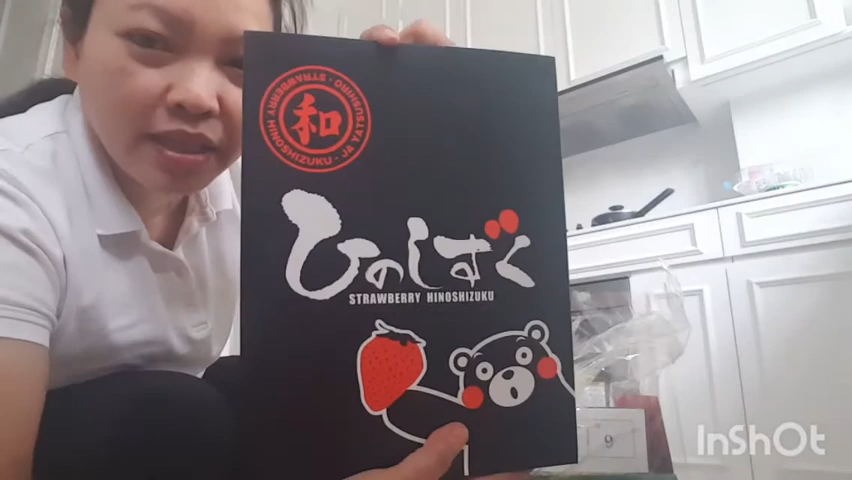 STRAWBERRY HINOSHIZUKU・JA YATSUSHIRO・
和
ひのしずく
STRAWBERRY HINOSHIZUKU
9
InShOt